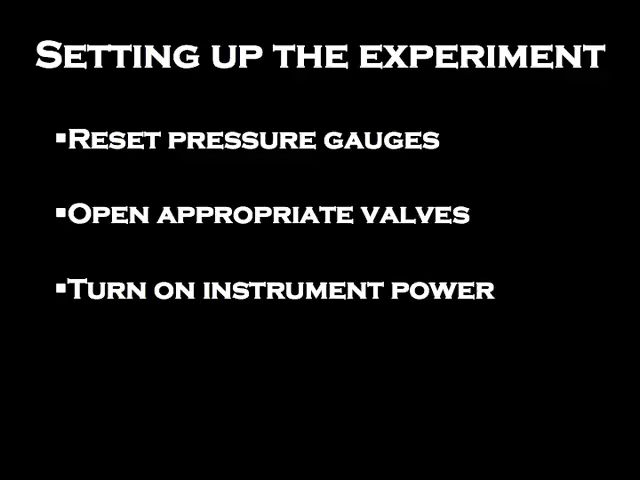 Setting up the experiment
▪Reset pressure gauges
▪Open appropriate valves
▪Turn on instrument power